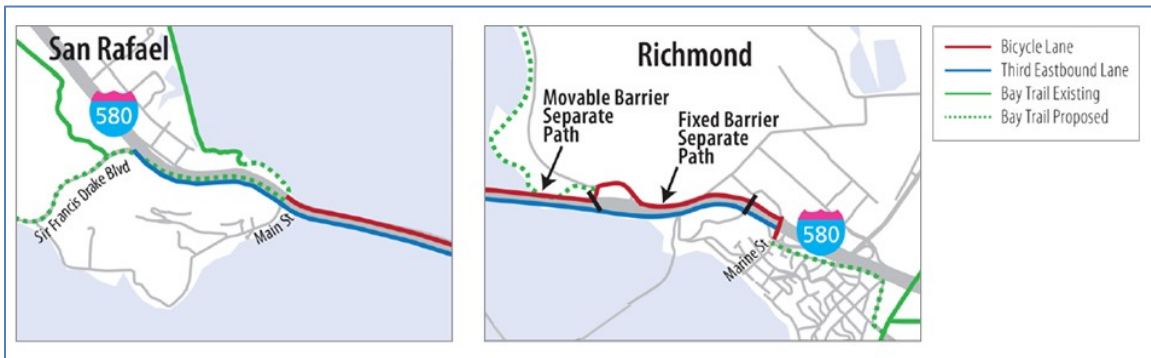 San Rafael
580
Sir Francis Drake Blvd
Main St
Richmond
Movable Barrier
Separate
Path
Fixed Barrier
Separate
Path
580
Marine St
Bicycle Lane
Third Eastbound Lane
Bay Trail Existing
Bay Trail Proposed